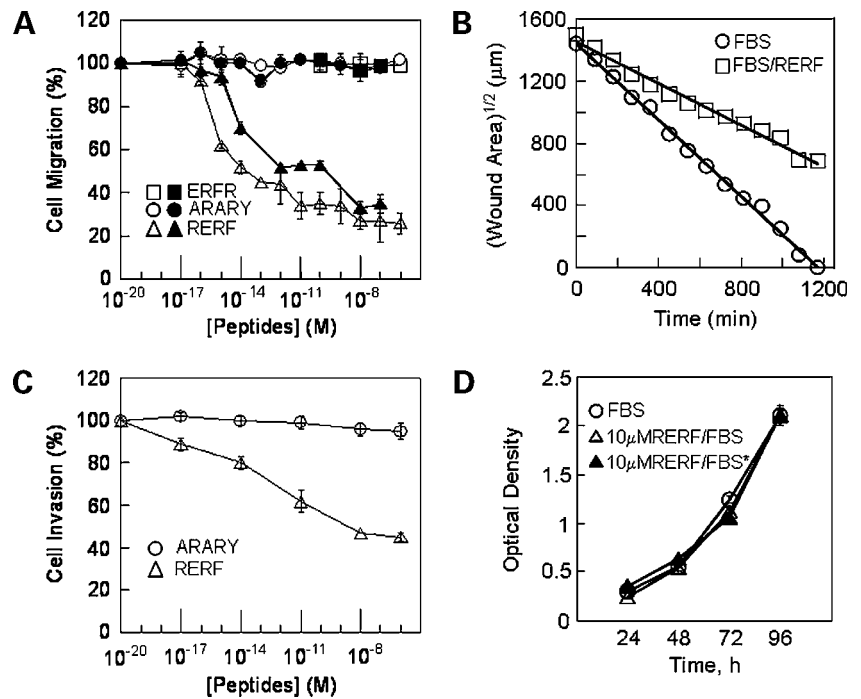 A
120
100
80
60
40
20
0
Cell Migration (%)
ERFR
ARARY
RERF
10-20 10-17 10-14 10-11 10-8
[Peptides] (M)
B
1600
1200
800
400
0
(Wound Area)1/2 (μm)
FBS
FBS/RERF
0 400 800 1200
Time (min)
C
120
100
80
60
40
20
0
Cell Invasion (%)
ARARY
RERF
10-20 10-17 10-14 10-11 10-8
[Peptides] (M)
D
2.5
2
1.5
1
0.5
0
Optical Density
FBS
10μMRERF/FBS
10μMRERF/FBS*
24 48 72 96
Time, h